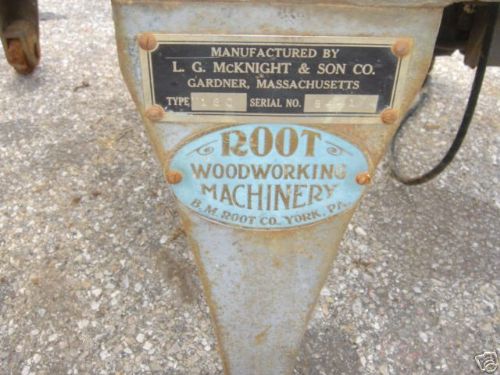 MANUFACTURED BY
L. G. McKNIGHT & SON CO.
GARDNER, MASSACHUSETTS
TYPE SERIAL NO.
ROOT
WOODWORKING
MACHINERY
B. M. ROOT CO. YORK, PA.